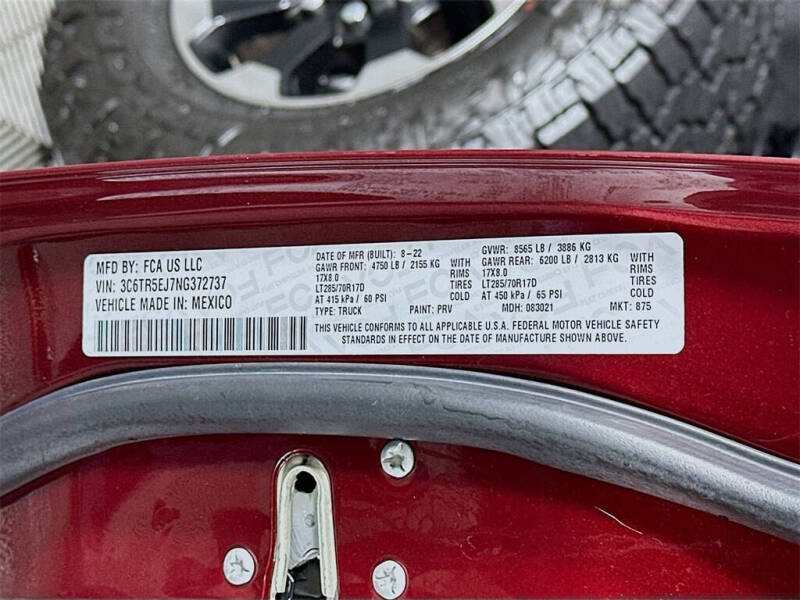 MFD BY: FCA US LLC
VIN: 3C6TR5EJ7NG372737
VEHICLE MADE IN: MEXICO
DATE OF MFR (BUILT): 8-22
GAWR FRONT: 4750 LB / 2155 KG WITH
17X8.0 RIMS
LT285/70R17D TIRES
AT 415 kPa / 60 PSI COLD
TYPE: TRUCK PAINT: PRV
GVWR: 8565 LB / 3886 KG
GAWR REAR: 6200 LB / 2813 KG WITH
17X8.0 RIMS
LT285/70R17D TIRES
AT 450 kPa / 65 PSI COLD
MDH: 083021 MKT: 875
THIS VEHICLE CONFORMS TO ALL APPLICABLE U.S.A. FEDERAL MOTOR VEHICLE SAFETY
STANDARDS IN EFFECT ON THE DATE OF MANUFACTURE SHOWN ABOVE.